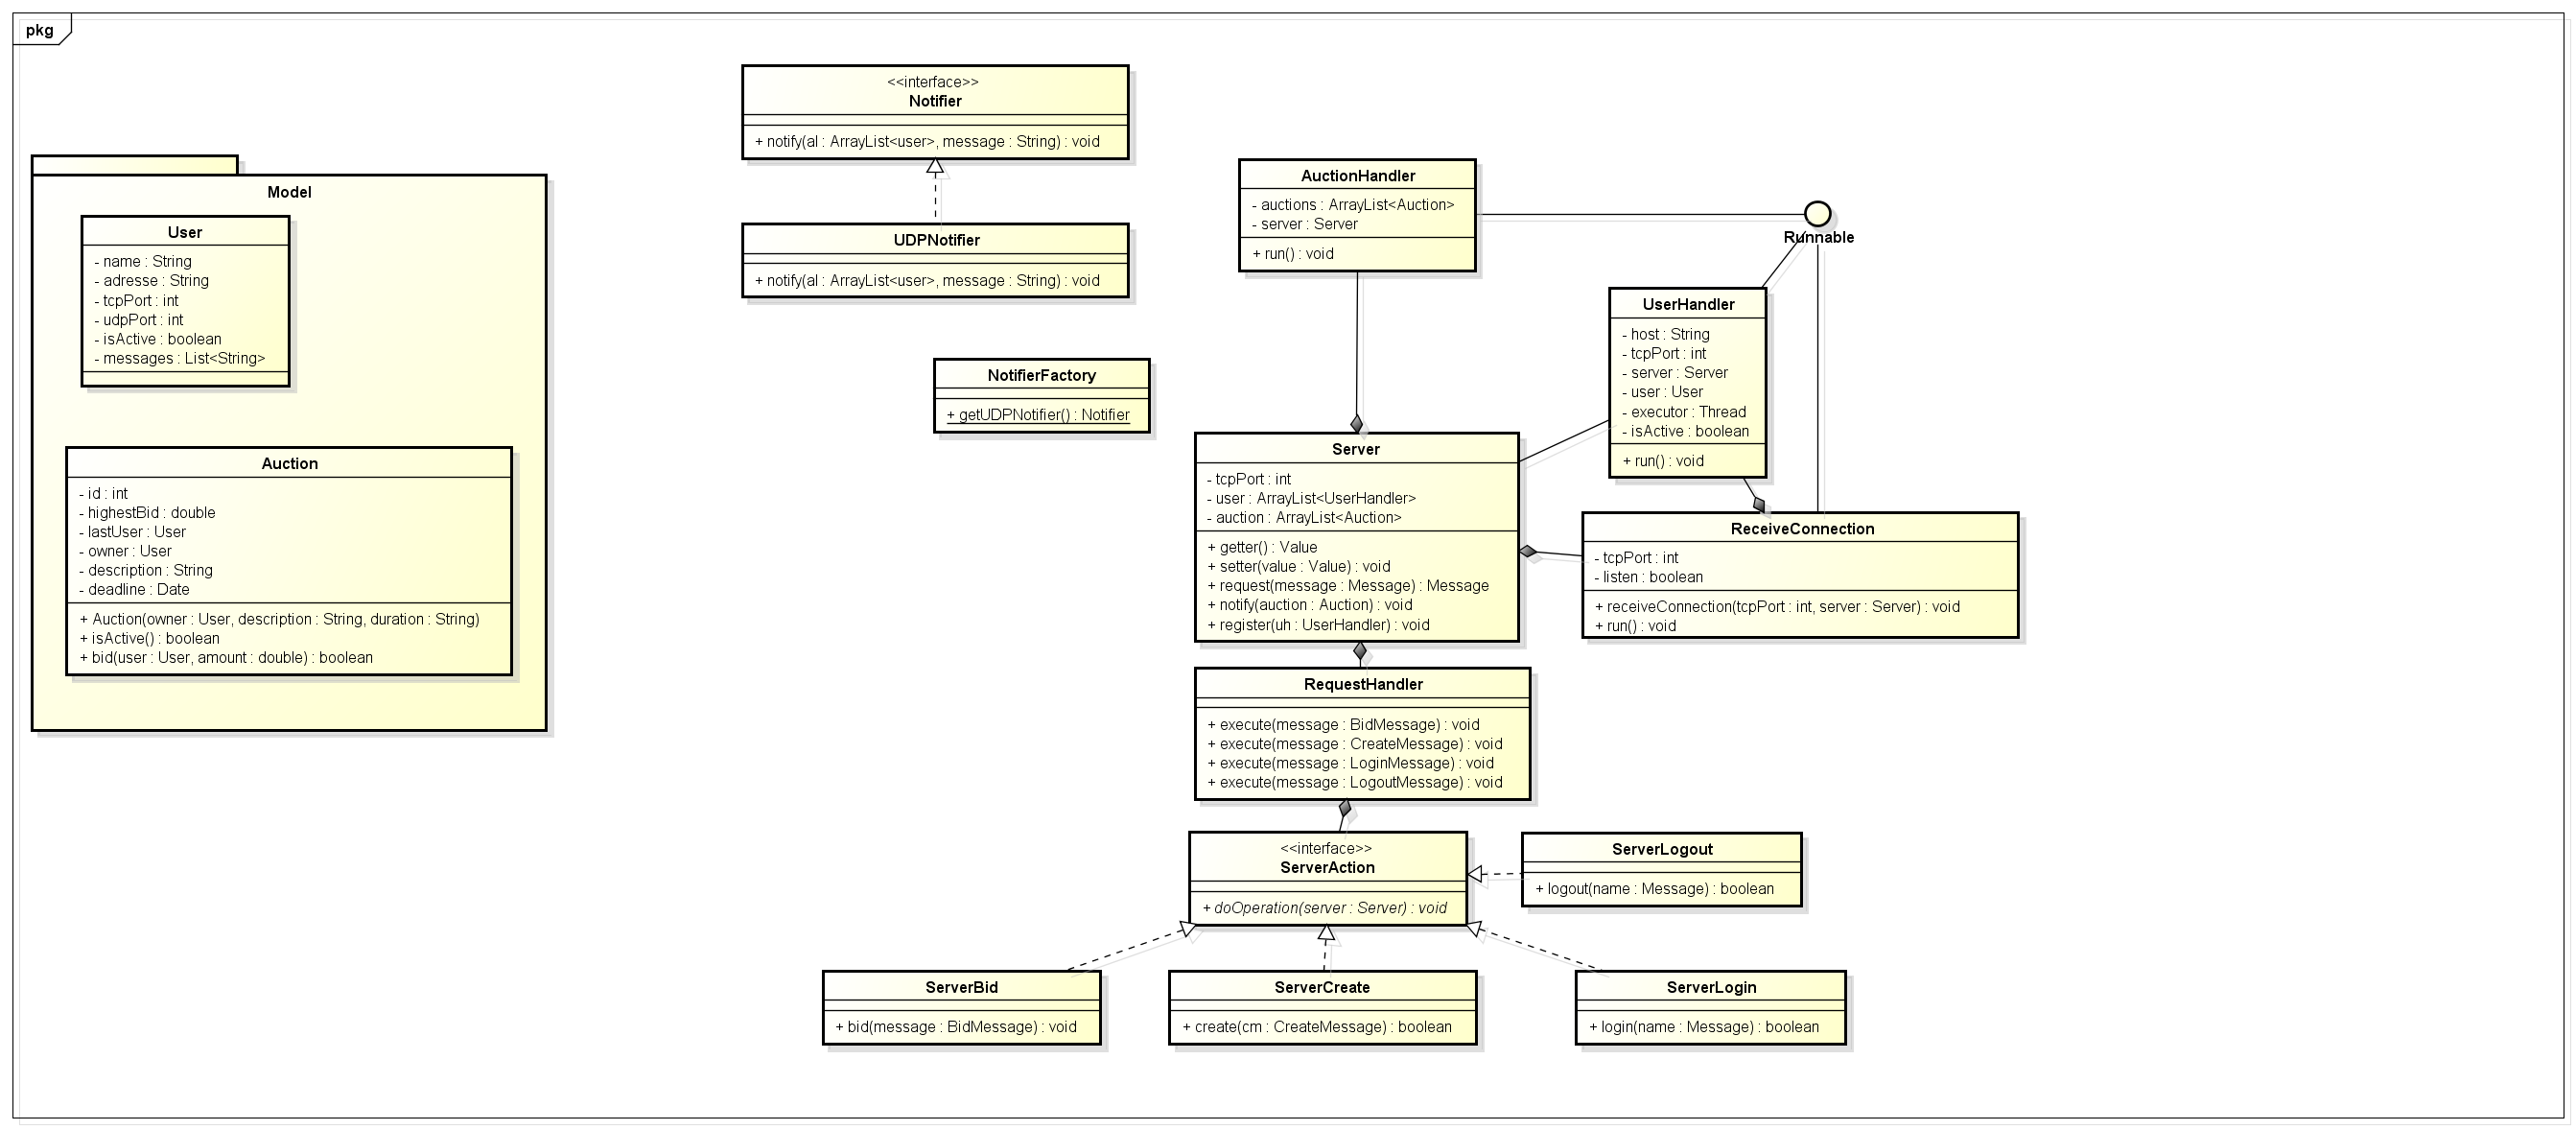 pkg
Model
User
- name : String
- adresse : String
- tcpPort : int
- udpPort : int
- isActive : boolean
- messages : List<String>
Auction
- id : int
- highestBid : double
- lastUser : User
- owner : User
- description : String
- deadline : Date
+ Auction(owner : User, description : String, duration : String)
+ isActive() : boolean
+ bid(user : User, amount : double) : boolean
<<interface>>
Notifier
+ notify(al : ArrayList<user>, message : String) : void
UDPNotifier
+ notify(al : ArrayList<user>, message : String) : void
NotifierFactory
+ getUDPNotifier() : Notifier
AuctionHandler
- auctions : ArrayList<Auction>
- server : Server
+ run() : void
Runnable
UserHandler
- host : String
- tcpPort : int
- server : Server
- user : User
- executor : Thread
- isActive : boolean
+ run() : void
Server
- tcpPort : int
- user : ArrayList<UserHandler>
- auction : ArrayList<Auction>
+ getter() : Value
+ setter(value : Value) : void
+ request(message : Message) : Message
+ notify(auction : Auction) : void
+ register(uh : UserHandler) : void
ReceiveConnection
- tcpPort : int
- listen : boolean
+ receiveConnection(tcpPort : int, server : Server) : void
+ run() : void
RequestHandler
+ execute(message : BidMessage) : void
+ execute(message : CreateMessage) : void
+ execute(message : LoginMessage) : void
+ execute(message : LogoutMessage) : void
<<interface>>
ServerAction
+ doOperation(server : Server) : void
ServerLogout
+ logout(name : Message) : boolean
ServerBid
+ bid(message : BidMessage) : void
ServerCreate
+ create(cm : CreateMessage) : boolean
ServerLogin
+ login(name : Message) : boolean